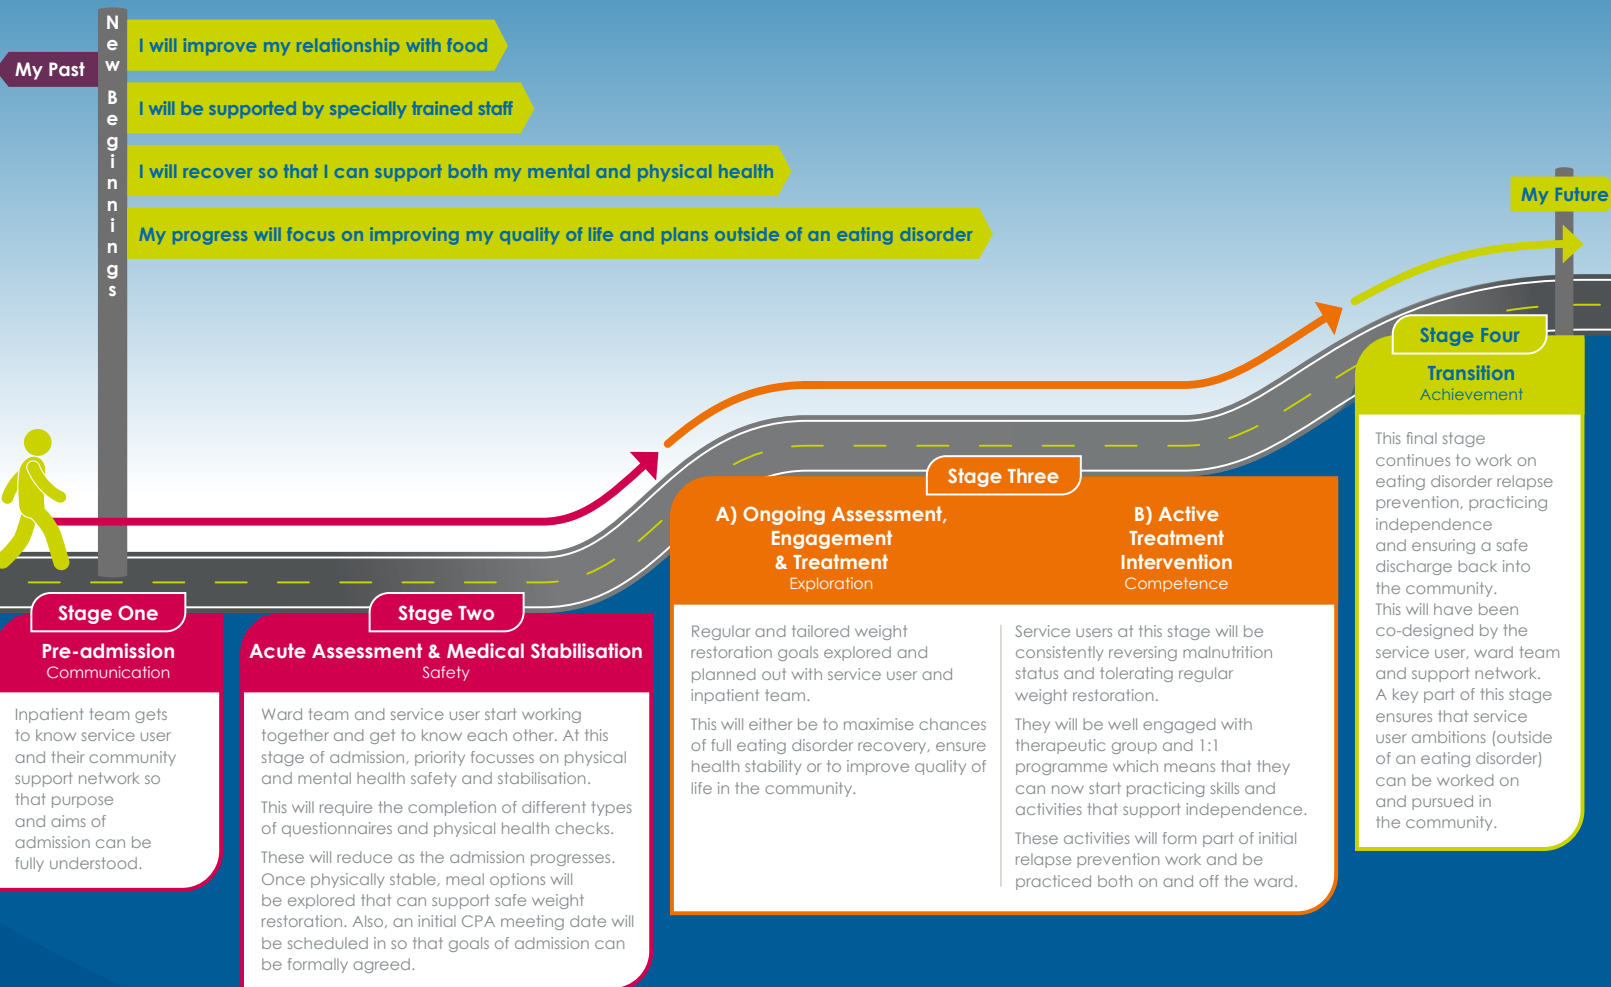 My Past
New Beginnings
I will improve my relationship with food
I will be supported by specially trained staff
I will recover so that I can support both my mental and physical health
My progress will focus on improving my quality of life and plans outside of an eating disorder
My Future
Stage One
Pre-admission
Communication
Inpatient team gets
to know service user
and their community
support network so
that purpose
and aims of
admission can be
fully understood.
Stage Two
Acute Assessment & Medical Stabilisation
Safety
Ward team and service user start working
together and get to know each other. At this
stage of admission, priority focusses on physical
and mental health safety and stabilisation.
This will require the completion of different types
of questionnaires and physical health checks.
These will reduce as the admission progresses.
Once physically stable, meal options will
be explored that can support safe weight
restoration. Also, an initial CPA meeting date will
be scheduled in so that goals of admission can
be formally agreed.
Stage Three
A) Ongoing Assessment,
Engagement
& Treatment
Exploration
Regular and tailored weight
restoration goals explored and
planned out with service user and
inpatient team.
This will either be to maximise chances
of full eating disorder recovery, ensure
health stability or to improve quality of
life in the community.
B) Active
Treatment
Intervention
Competence
Service users at this stage will be
consistently reversing malnutrition
status and tolerating regular
weight restoration.
They will be well engaged with
therapeutic group and 1:1
programme which means that they
can now start practicing skills and
activities that support independence.
These activities will form part of initial
relapse prevention work and be
practiced both on and off the ward.
Stage Four
Transition
Achievement
This final stage
continues to work on
eating disorder relapse
prevention, practicing
independence
and ensuring a safe
discharge back into
the community.
This will have been
co-designed by the
service user, ward team
and support network.
A key part of this stage
ensures that service
user ambitions (outside
of an eating disorder)
can be worked on
and pursued in
the community.